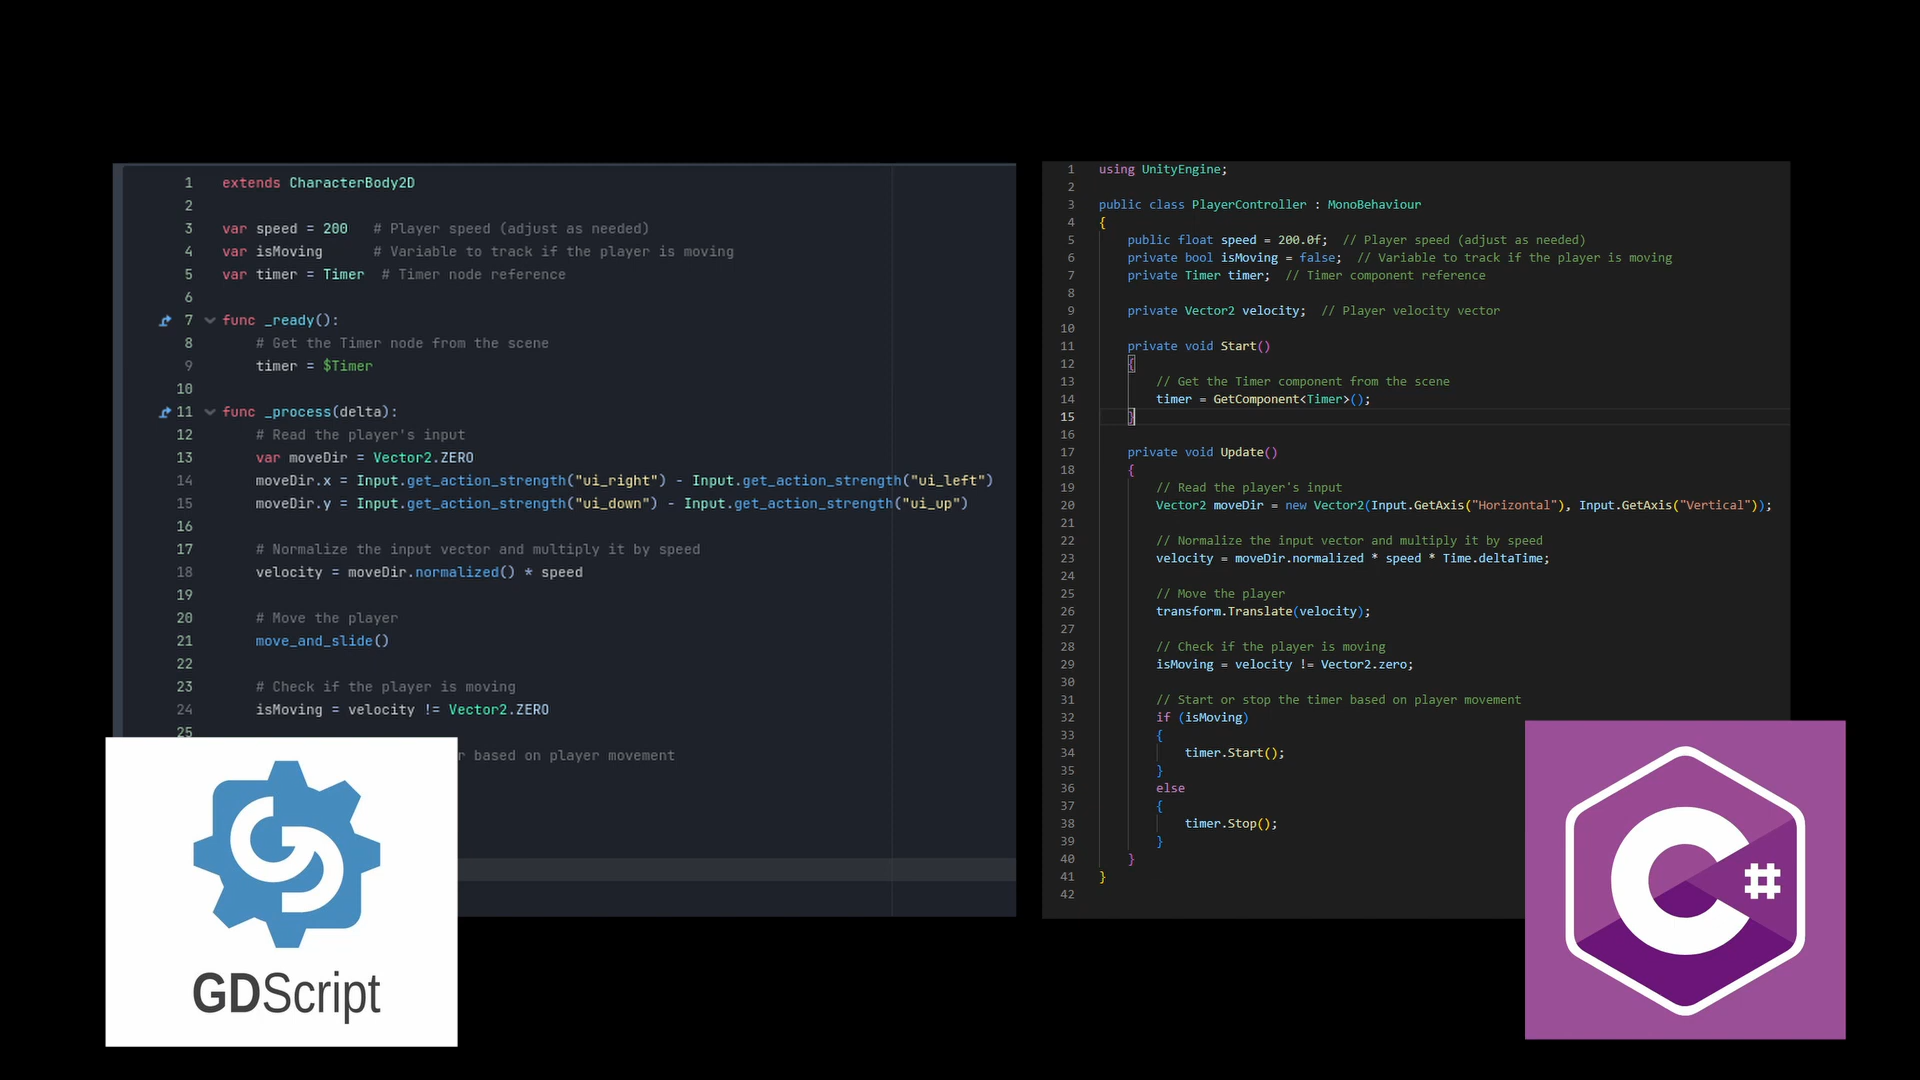 1 extends CharacterBody2D
2
3 var speed = 200 # Player speed (adjust as needed)
4 var isMoving # Variable to track if the player is moving
5 var timer = Timer # Timer node reference
6
7 func _ready():
8 # Get the Timer node from the scene
9 timer = $Timer
10
11 func _process(delta):
12 # Read the player's input
13 var moveDir = Vector2.ZERO
14 moveDir.x = Input.get_action_strength("ui_right") - Input.get_action_strength("ui_left")
15 moveDir.y = Input.get_action_strength("ui_down") - Input.get_action_strength("ui_up")
16
17 # Normalize the input vector and multiply it by speed
18 velocity = moveDir.normalized() * speed
19
20 # Move the player
21 move_and_slide()
22
23 # Check if the player is moving
24 isMoving = velocity != Vector2.ZERO
25
based on player movement
GDScript
1 using UnityEngine;
2
3 public class PlayerController : MonoBehaviour
4 {
5 public float speed = 200.0f; // Player speed (adjust as needed)
6 private bool isMoving = false; // Variable to track if the player is moving
7 private Timer timer; // Timer component reference
8
9 private Vector2 velocity; // Player velocity vector
10
11 private void Start()
12 {
13 // Get the Timer component from the scene
14 timer = GetComponent<Timer>();
15 }
16
17 private void Update()
18 {
19 // Read the player's input
20 Vector2 moveDir = new Vector2(Input.GetAxis("Horizontal"), Input.GetAxis("Vertical"));
21
22 // Normalize the input vector and multiply it by speed
23 velocity = moveDir.normalized * speed * Time.deltaTime;
24
25 // Move the player
26 transform.Translate(velocity);
27
28 // Check if the player is moving
29 isMoving = velocity != Vector2.zero;
30
31 // Start or stop the timer based on player movement
32 if (isMoving)
33 {
34 timer.Start();
35 }
36 else
37 {
38 timer.Stop();
39 }
40 }
41 }
42
C#